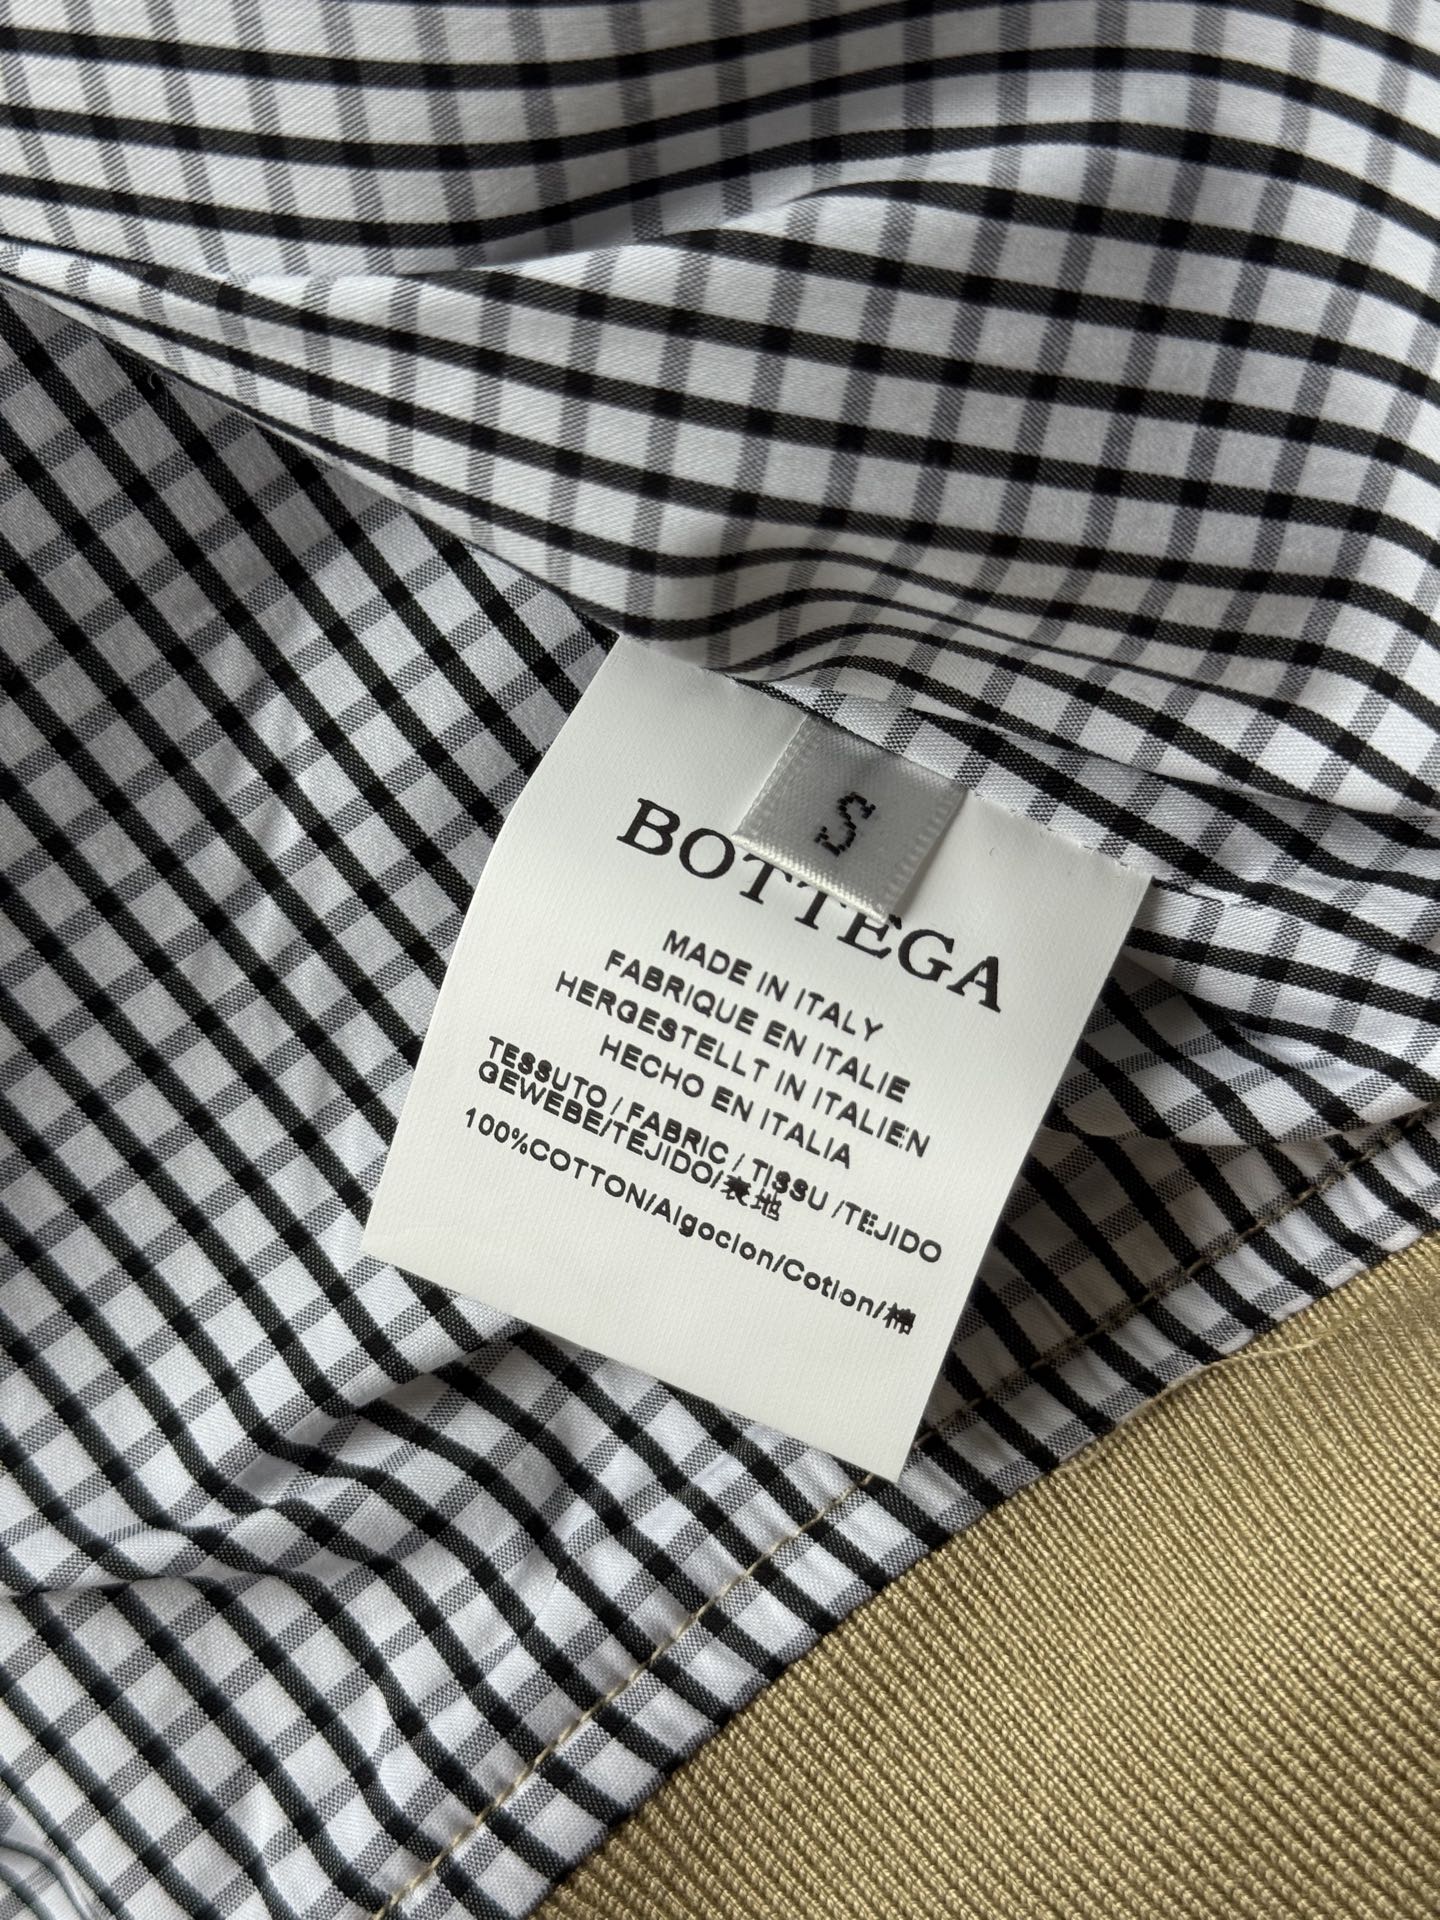 S
BOTTEGA
MADE IN ITALY
FABRIQUE EN ITALIE
HERGESTELLT IN ITALIEN
HECHO EN ITALIA
TESSUTO / FABRIC / TISSU /TEJIDO
GEWEBE/TEJIDO/表地
100%COTTON/Algocion/Cotion/棉